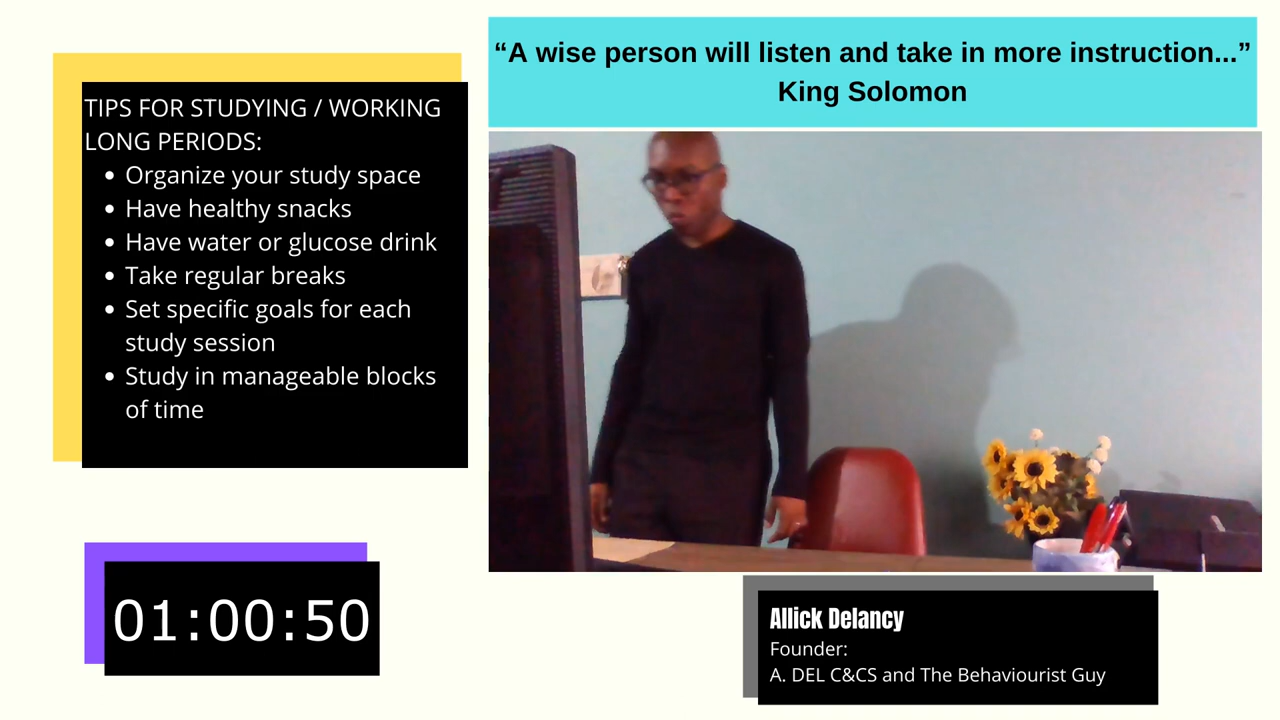 “A wise person will listen and take in more instruction...”
King Solomon
TIPS FOR STUDYING / WORKING
LONG PERIODS:
• Organize your study space
• Have healthy snacks
• Have water or glucose drink
• Take regular breaks
• Set specific goals for each
study session
• Study in manageable blocks
of time
01:00:50
Allick Delancy
Founder:
A. DEL C&CS and The Behaviourist Guy